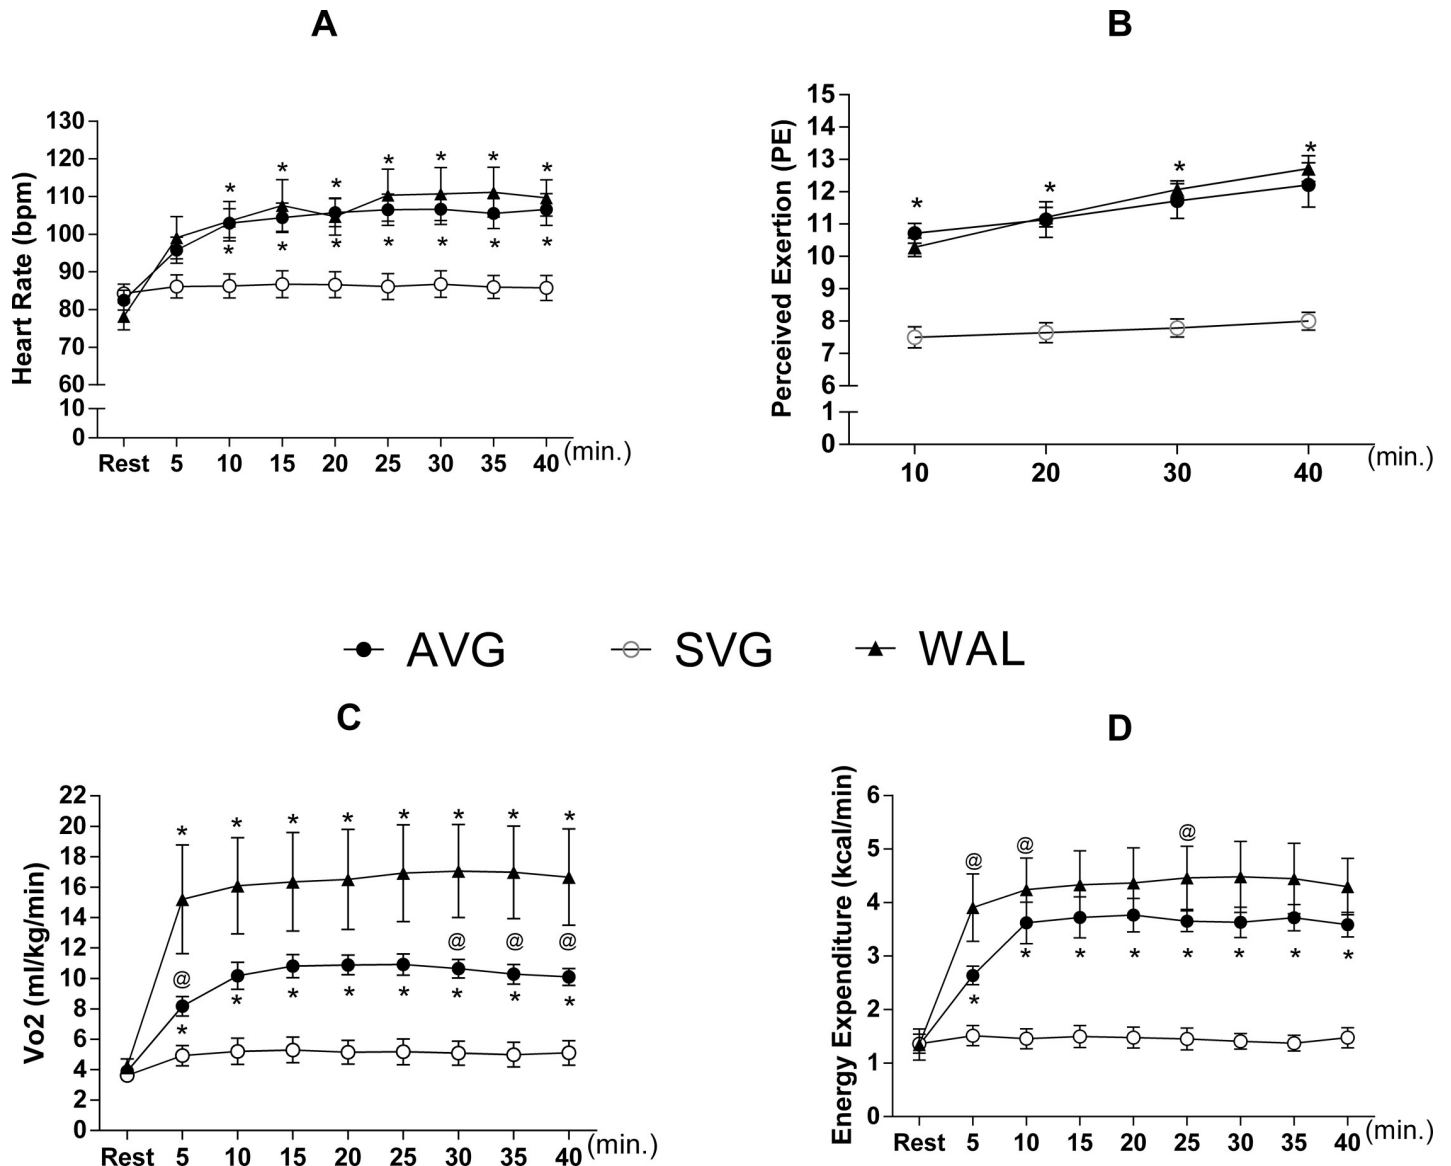 A
Heart Rate (bpm)
130
120
110
100
90
80
70
60
10
0
* * * * * * *
* * * * * * *
Rest 5 10 15 20 25 30 35 40 (min.)
B
Perceived Exertion (PE)
15
14
13
12
11
10
9
8
7
6
1
0
* * * *
10 20 30 40 (min.)
AVG SVG WAL
C
Vo2 (ml/kg/min)
22
20
18
16
14
12
10
8
6
4
2
0
* * * * * * * *
@ @ @ @
* * * * * * * *
Rest 5 10 15 20 25 30 35 40 (min.)
D
Energy Expenditure (kcal/min)
6
5
4
3
2
1
0
@ @ @
* * * * * * * *
Rest 5 10 15 20 25 30 35 40 (min.)